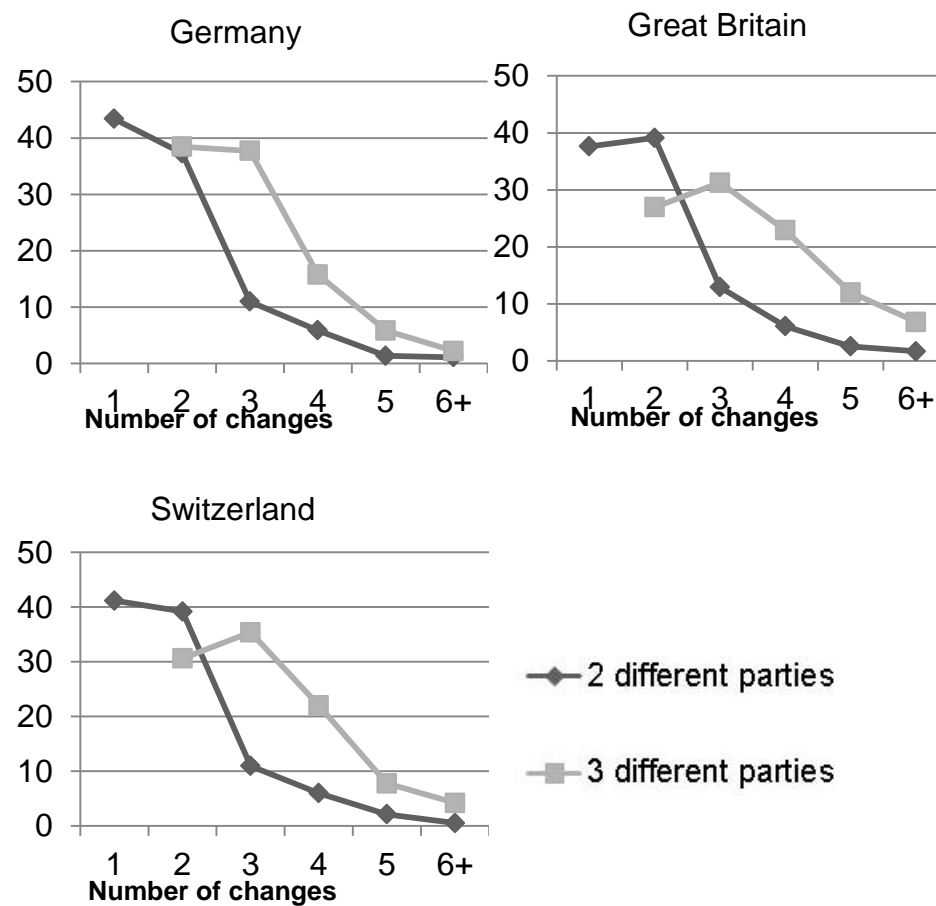 Germany
50
40
30
20
10
0
1 2 3 4 5 6+
Number of changes
Great Britain
50
40
30
20
10
0
1 2 3 4 5 6+
Number of changes
Switzerland
50
40
30
20
10
0
1 2 3 4 5 6+
Number of changes
2 different parties
3 different parties